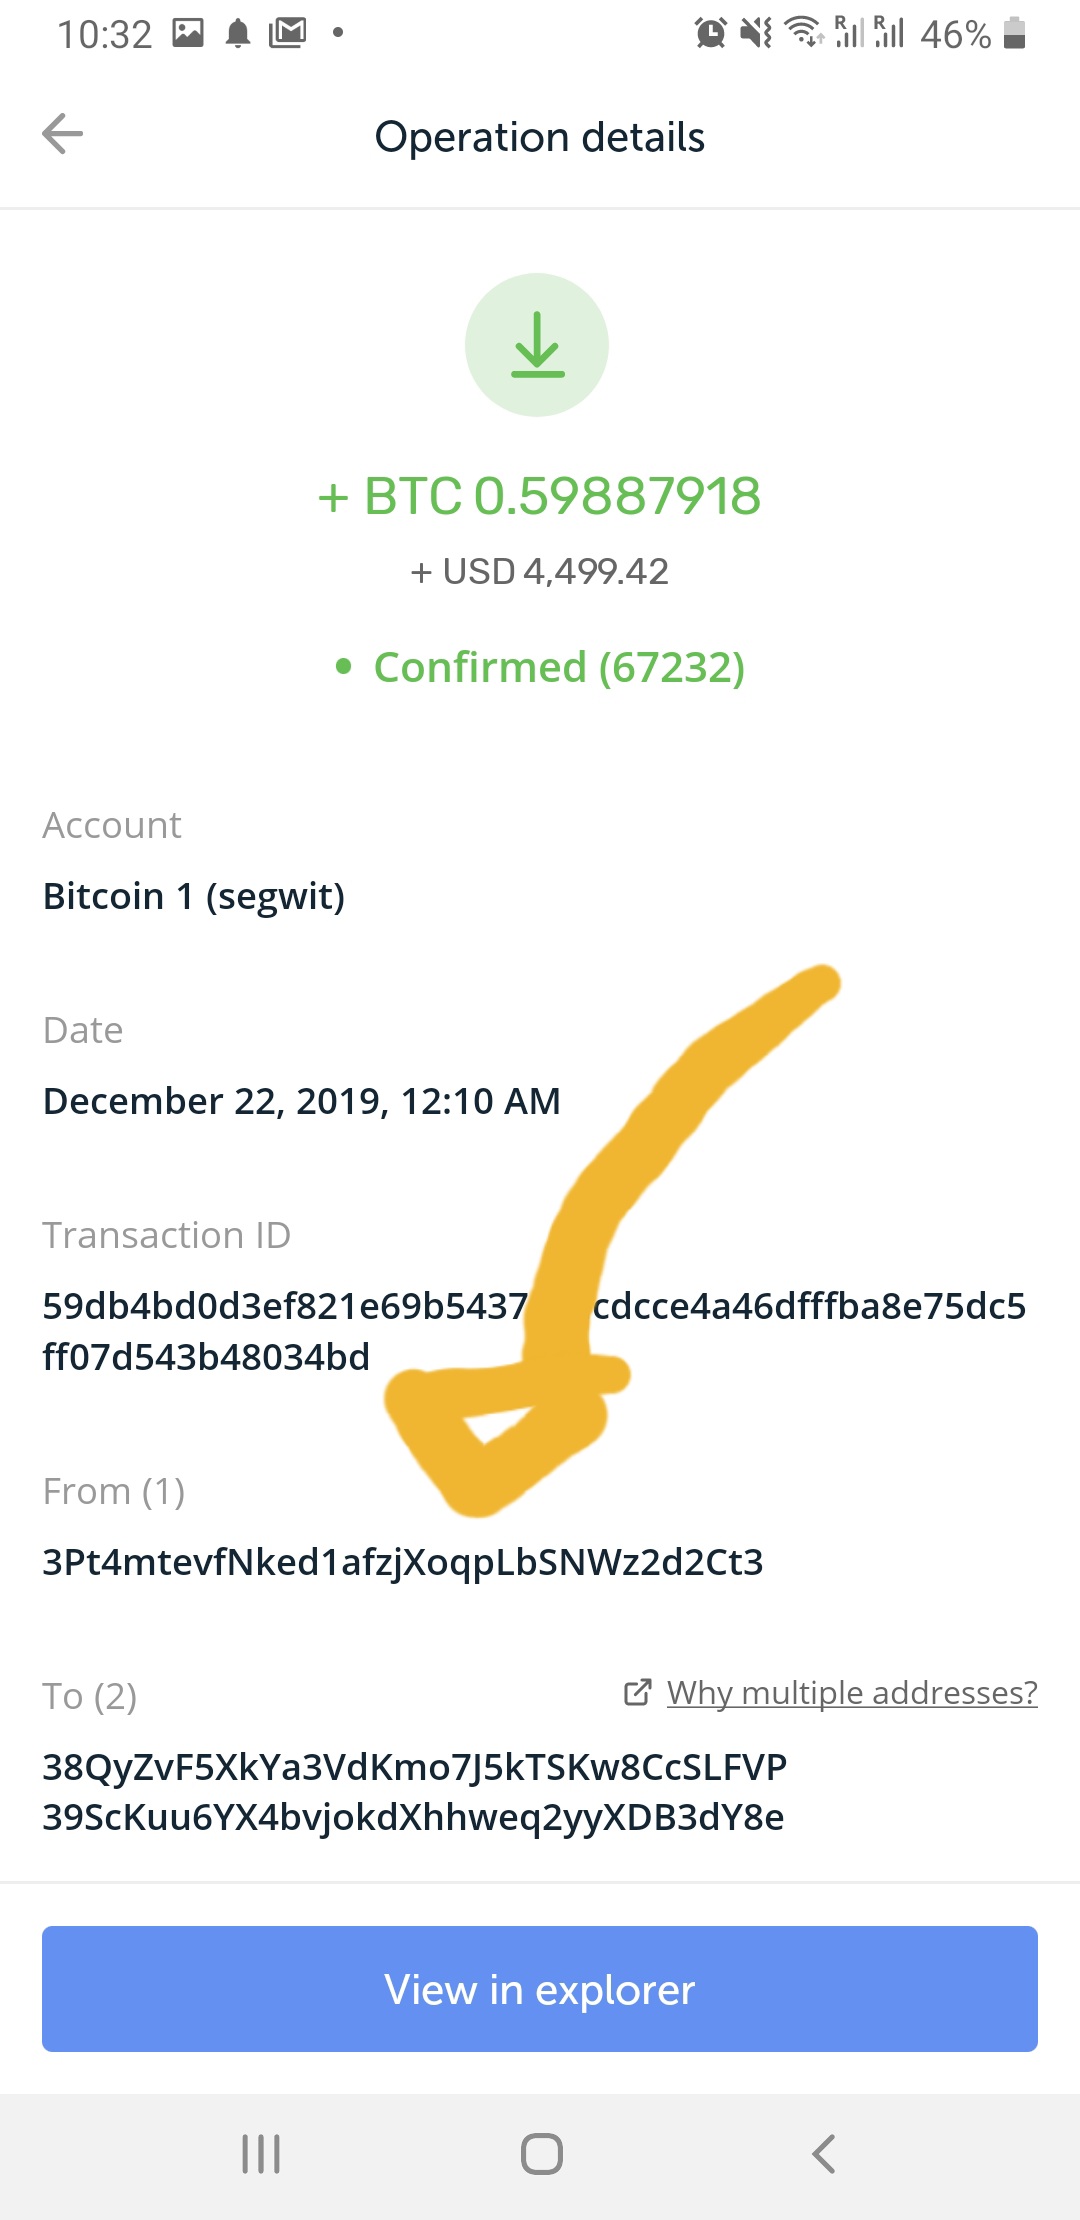 10:32
46%
Operation details
+ BTC 0.59887918
+ USD 4,499.42
Confirmed (67232)
Account
Bitcoin 1 (segwit)
Date
December 22, 2019, 12:10 AM
Transaction ID
59db4bd0d3ef821e69b5437 cdcce4a46dfffba8e75dc5
ff07d543b48034bd
From (1)
3Pt4mtevfNked1afzjXoqpLbSNWz2d2Ct3
To (2)
Why multiple addresses?
38QyZvF5XkYa3VdKmo7J5kTSKw8CcSLFVP
39ScKuu6YX4bvjokdXhhweq2yyXDB3dY8e
View in explorer